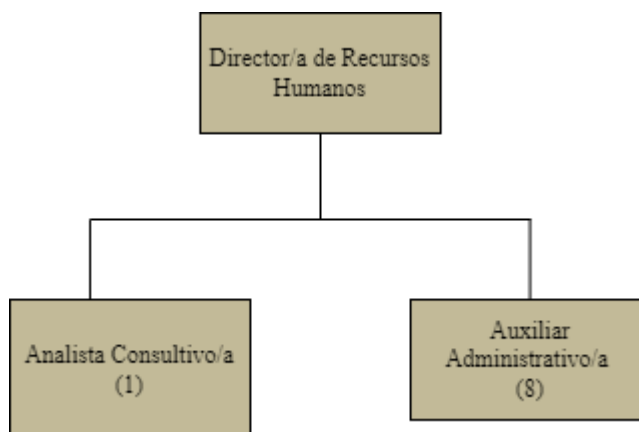 Director/a de Recursos
Humanos
Analista Consultivo/a
(1)
Auxiliar
Administrativo/a
(8)